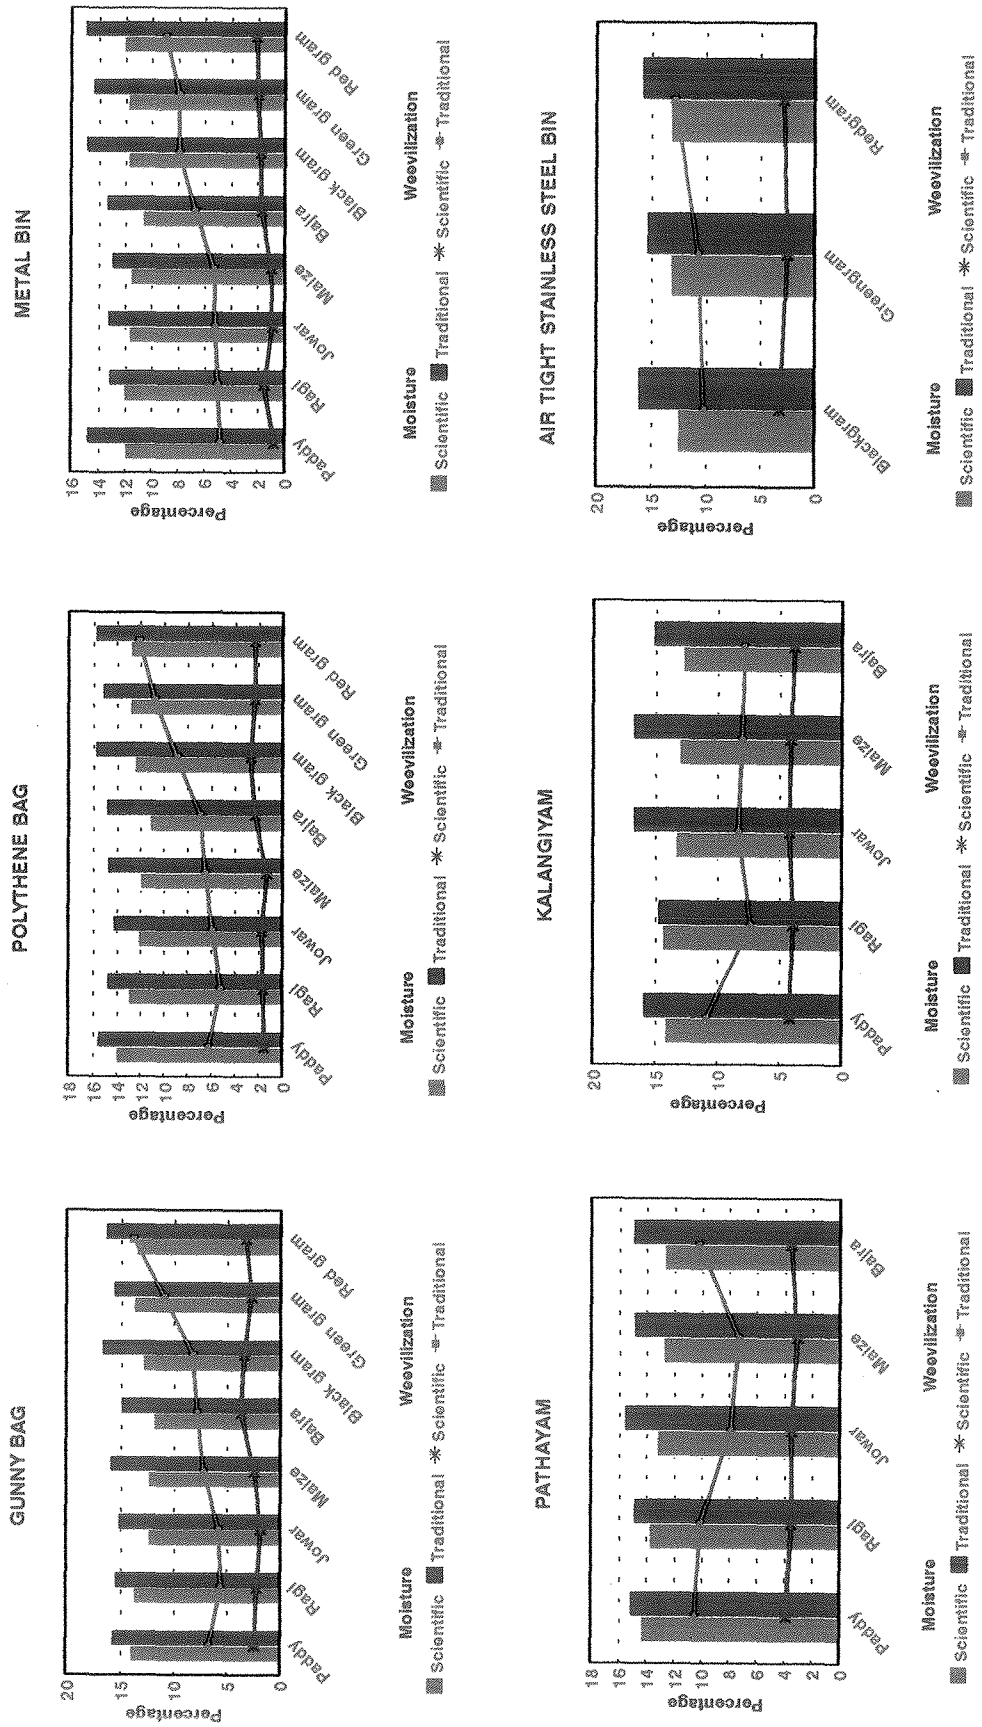 GUNNY BAG
Percentage
20
15
10
5
0
Paddy
Ragi
Jowar
Maize
Bajra
Black gram
Green gram
Red gram
Moisture Weevilization
Scientific Traditional Scientific Traditional
POLYTHENE BAG
Percentage
18
16
14
12
10
8
6
4
2
0
Paddy
Ragi
Jowar
Maize
Bajra
Black gram
Green gram
Red gram
Moisture Weevilization
Scientific Traditional Scientific Traditional
METAL BIN
Percentage
16
14
12
10
8
6
4
2
0
Paddy
Ragi
Jowar
Maize
Bajra
Black gram
Green gram
Red gram
Moisture Weevilization
Scientific Traditional Scientific Traditional
PATHAYAM
Percentage
18
16
14
12
10
8
6
4
2
0
Paddy
Ragi
Jowar
Maize
Bajra
Moisture Weevilization
Scientific Traditional Scientific Traditional
KALANGIYAM
Percentage
20
15
10
5
0
Paddy
Ragi
Jowar
Maize
Bajra
Moisture Weevilization
Scientific Traditional Scientific Traditional
AIR TIGHT STAINLESS STEEL BIN
Percentage
20
15
10
5
0
Blackgram
Greengram
Redgram
Moisture Weevilization
Scientific Traditional Scientific Traditional